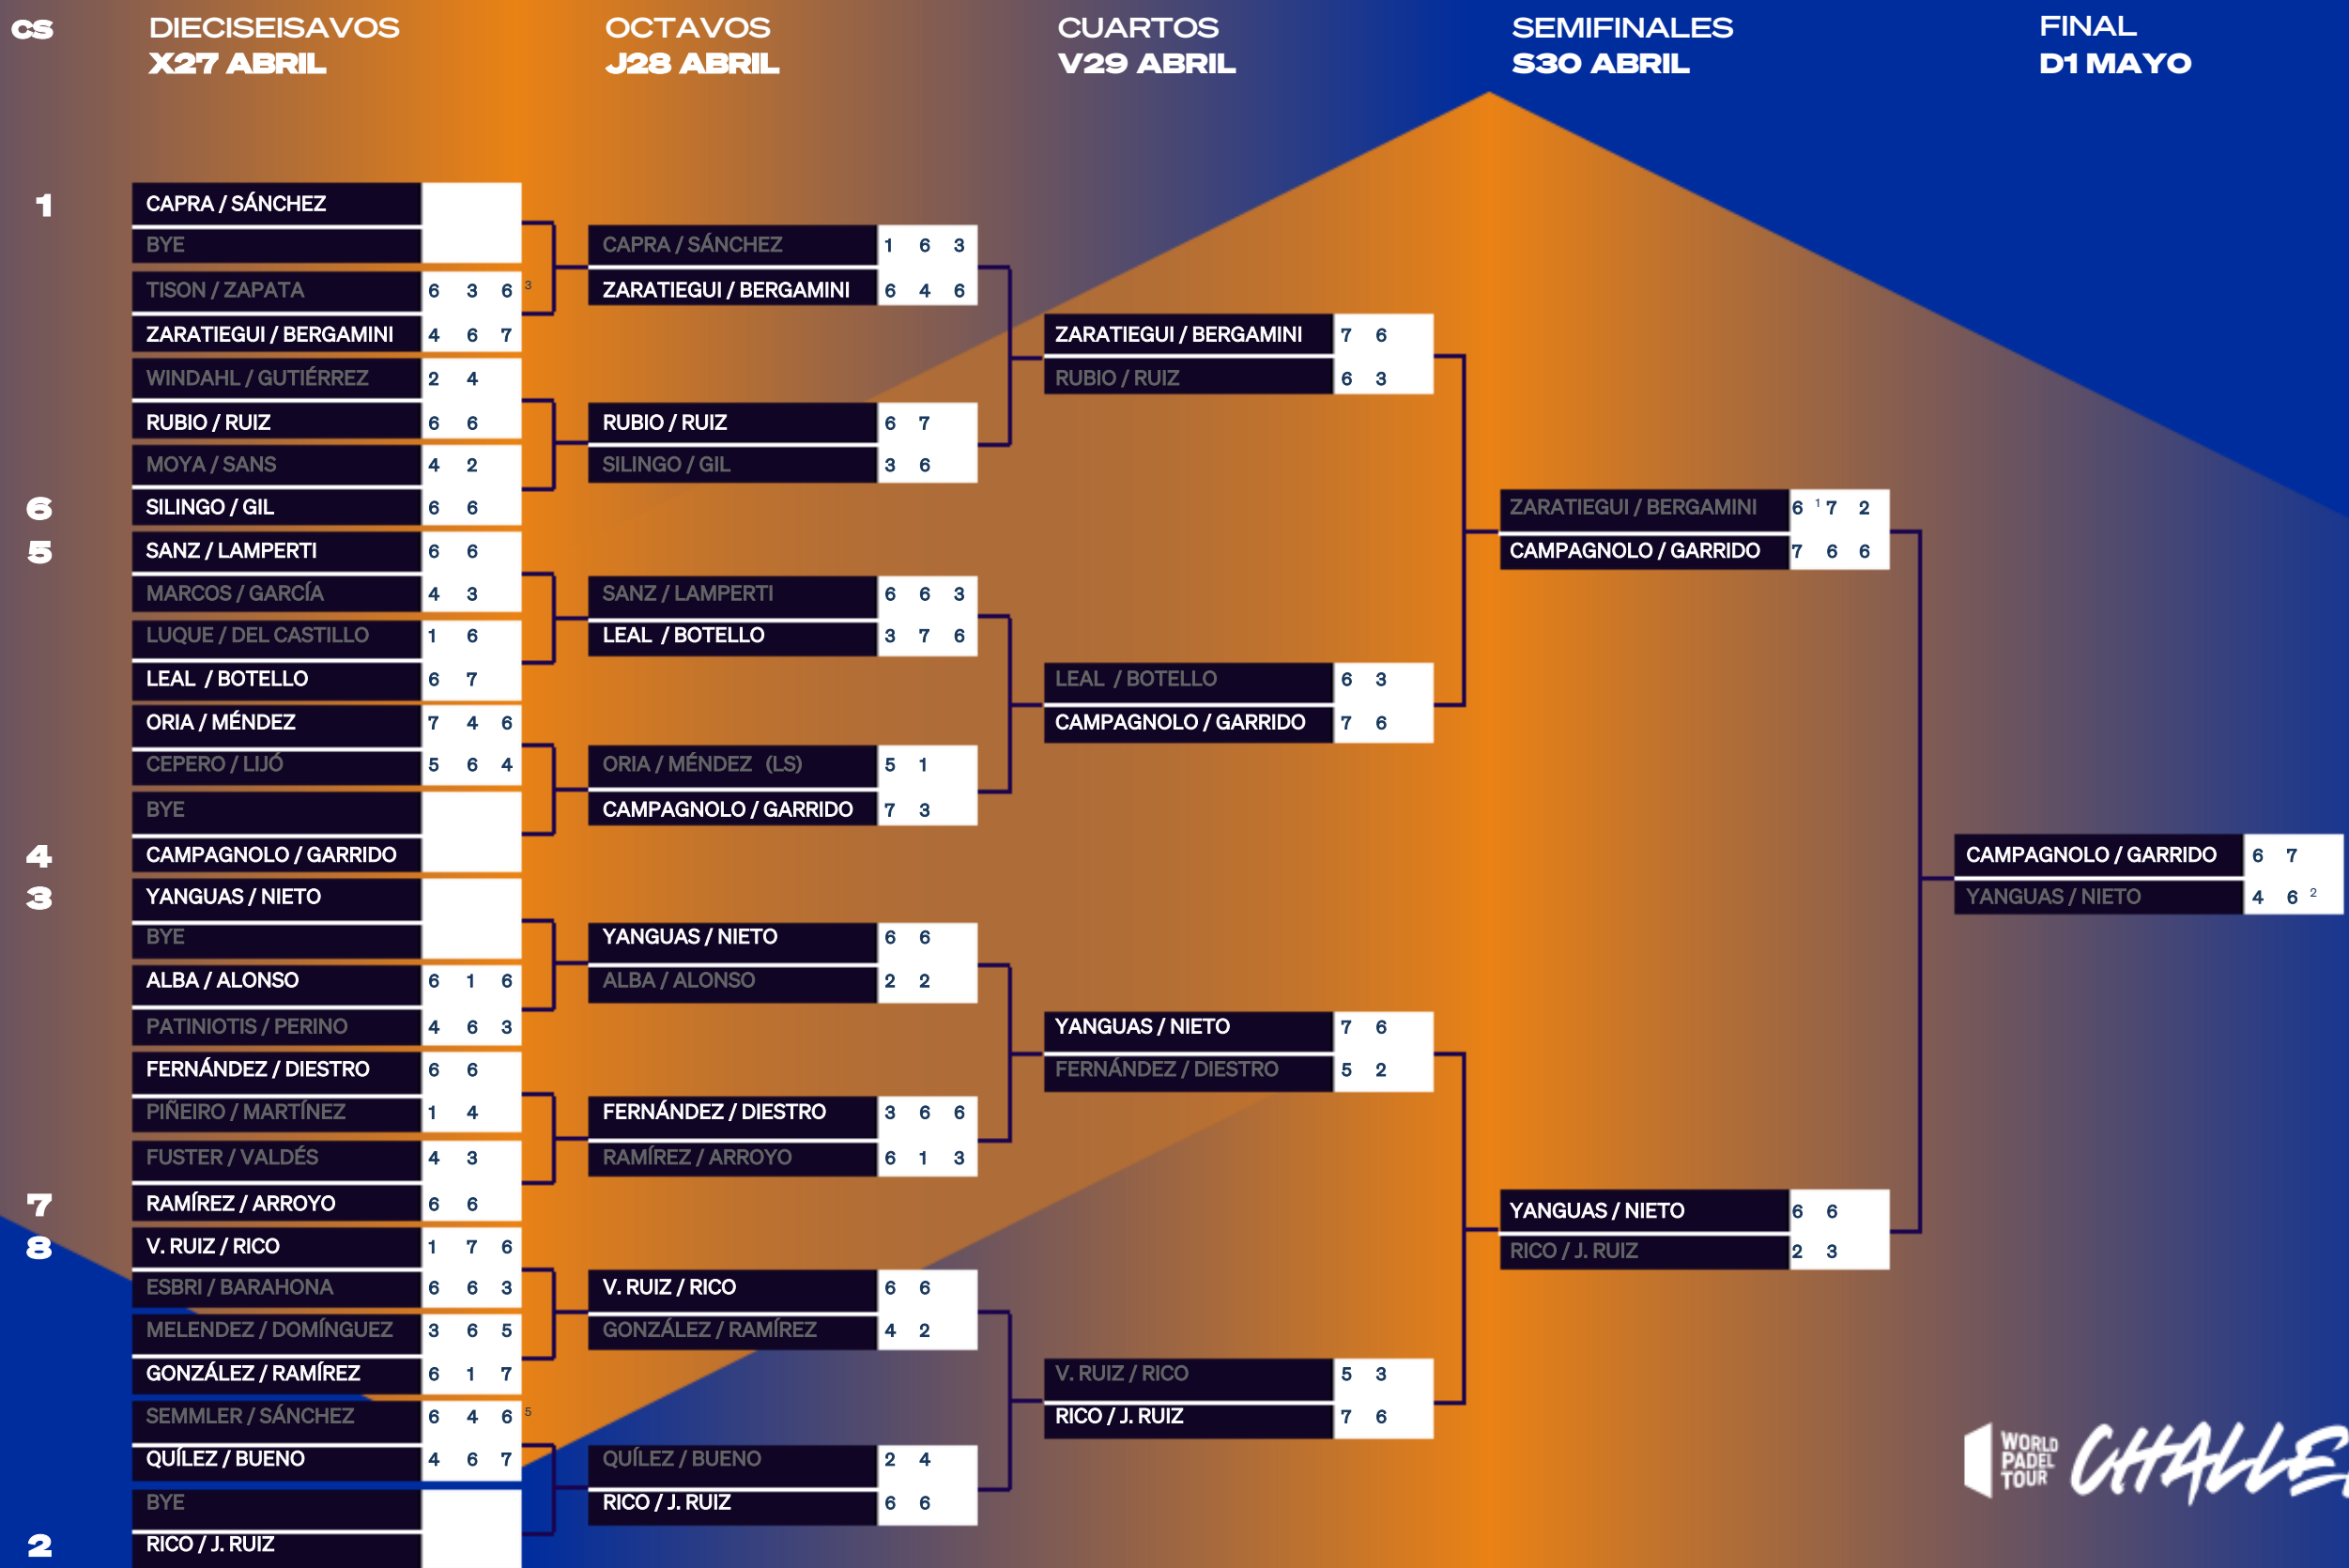 CS
DIECISEISAVOS
X27 ABRIL
OCTAVOS
J28 ABRIL
CUARTOS
V29 ABRIL
SEMIFINALES
S30 ABRIL
FINAL
D1 MAYO
1
CAPRA / SÁNCHEZ
BYE
TISON / ZAPATA 6 3 6 3
ZARATIEGUI / BERGAMINI 4 6 7
WINDAHL / GUTIÉRREZ 2 4
RUBIO / RUIZ 6 6
MOYA / SANS 4 2
6
SILINGO / GIL 6 6
5
SANZ / LAMPERTI 6 6
MARCOS / GARCÍA 4 3
LUQUE / DEL CASTILLO 1 6
LEAL / BOTELLO 6 7
ORIA / MÉNDEZ 7 4 6
CEPERO / LIJÓ 5 6 4
BYE
4
CAMPAGNOLO / GARRIDO
3
YANGUAS / NIETO
BYE
ALBA / ALONSO 6 1 6
PATINIOTIS / PERINO 4 6 3
FERNÁNDEZ / DIESTRO 6 6
PIÑEIRO / MARTÍNEZ 1 4
FUSTER / VALDÉS 4 3
7
RAMÍREZ / ARROYO 6 6
8
V. RUIZ / RICO 1 7 6
ESBRI / BARAHONA 6 6 3
MELENDEZ / DOMÍNGUEZ 3 6 5
GONZÁLEZ / RAMÍREZ 6 1 7
SEMMLER / SÁNCHEZ 6 4 6 5
QUÍLEZ / BUENO 4 6 7
BYE
2
RICO / J. RUIZ
CAPRA / SÁNCHEZ 1 6 3
ZARATIEGUI / BERGAMINI 6 4 6
RUBIO / RUIZ 6 7
SILINGO / GIL 3 6
SANZ / LAMPERTI 6 6 3
LEAL / BOTELLO 3 7 6
ORIA / MÉNDEZ (LS) 5 1
CAMPAGNOLO / GARRIDO 7 3
YANGUAS / NIETO 6 6
ALBA / ALONSO 2 2
FERNÁNDEZ / DIESTRO 3 6 6
RAMÍREZ / ARROYO 6 1 3
V. RUIZ / RICO 6 6
GONZÁLEZ / RAMÍREZ 4 2
QUÍLEZ / BUENO 2 4
RICO / J. RUIZ 6 6
ZARATIEGUI / BERGAMINI 7 6
RUBIO / RUIZ 6 3
LEAL / BOTELLO 6 3
CAMPAGNOLO / GARRIDO 7 6
YANGUAS / NIETO 7 6
FERNÁNDEZ / DIESTRO 5 2
V. RUIZ / RICO 5 3
RICO / J. RUIZ 7 6
ZARATIEGUI / BERGAMINI 6 1 7 2
CAMPAGNOLO / GARRIDO 7 6 6
YANGUAS / NIETO 6 6
RICO / J. RUIZ 2 3
CAMPAGNOLO / GARRIDO 6 7
YANGUAS / NIETO 4 6 2
WORLD
PADEL
TOUR
CHALLE